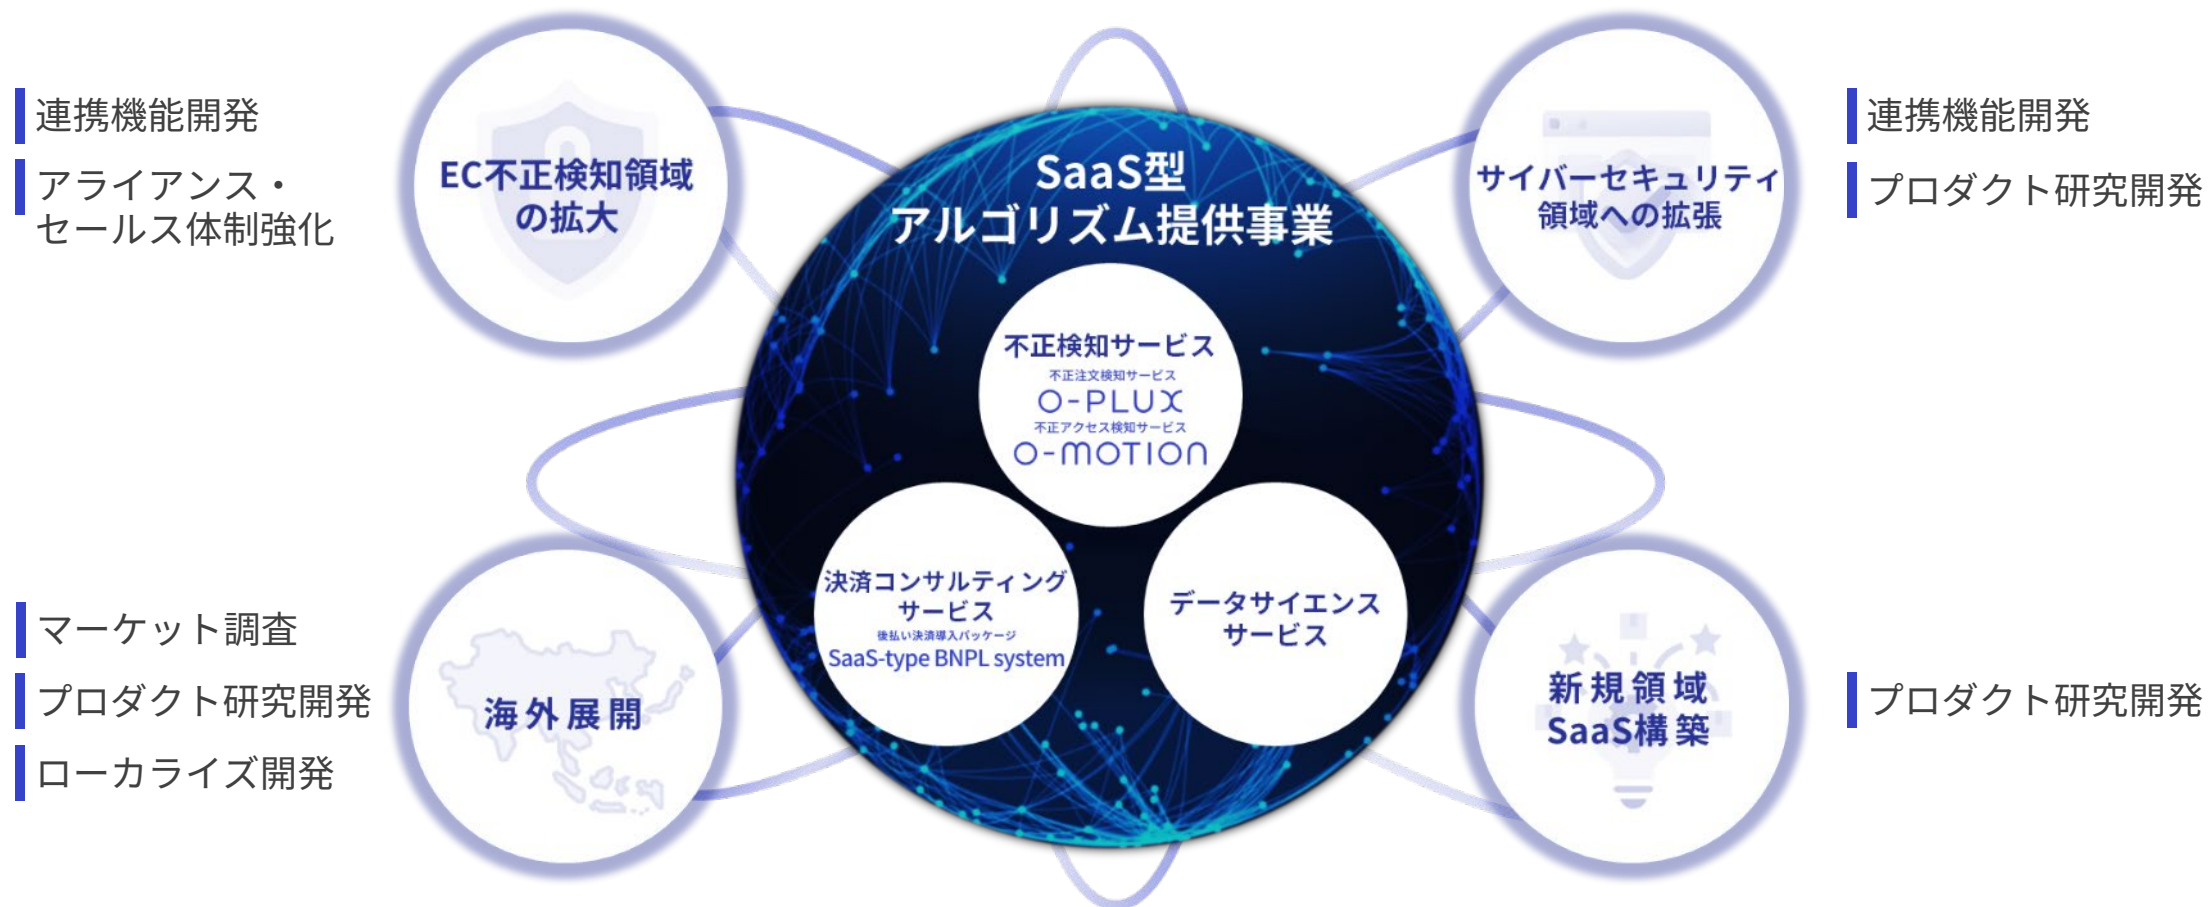 連携機能開発
アライアンス・
セールス体制強化
EC不正検知領域
の拡大
SaaS型
アルゴリズム提供事業
サイバーセキュリティ
領域への拡張
連携機能開発
プロダクト研究開発
不正検知サービス
不正注文検知サービス
O-PLUX
不正アクセス検知サービス
O-MOTION
決済コンサルティング
サービス
後払い決済導入パッケージ
SaaS-type BNPL system
データサイエンス
サービス
マーケット調査
プロダクト研究開発
ローカライズ開発
海外展開
新規領域
SaaS構築
プロダクト研究開発